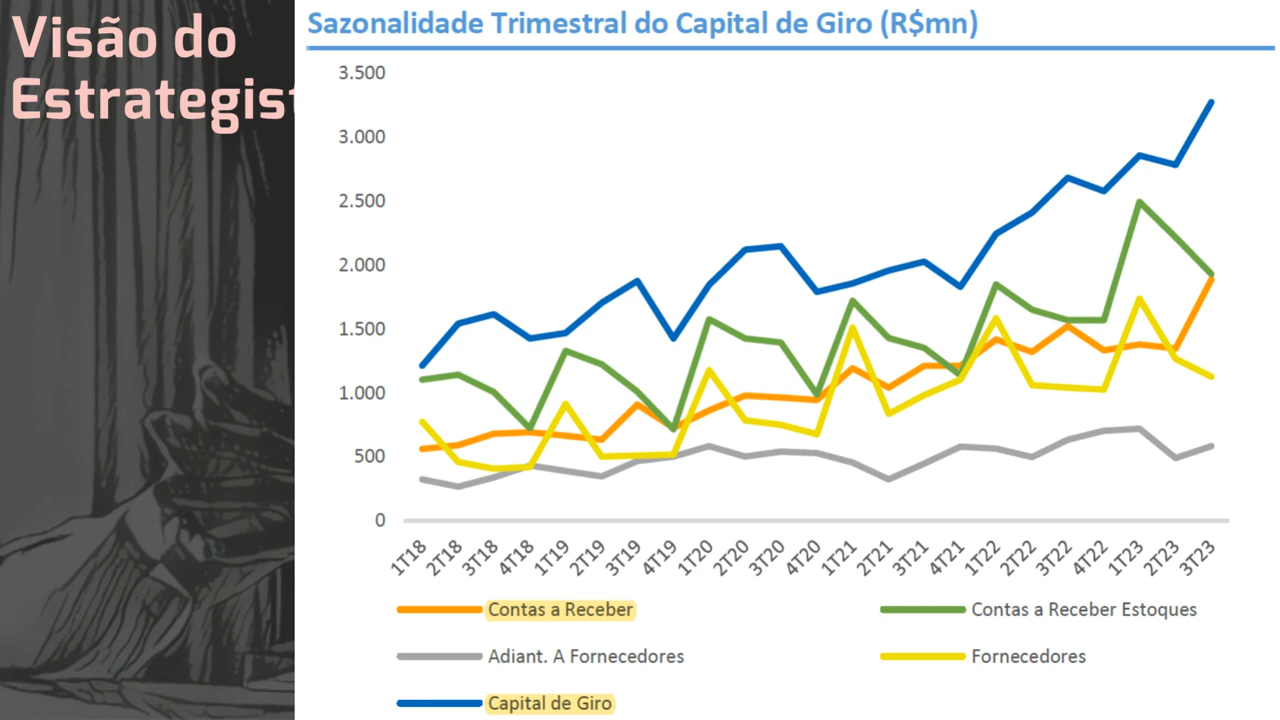 Visão do
Estrategist
Sazonalidade Trimestral do Capital de Giro (R$mn)
3.500
3.000
2.500
2.000
1.500
1.000
500
0
1T18 2T18 3T18 4T18 1T19 2T19 3T19 4T19 1T20 2T20 3T20 4T20 1T21 2T21 3T21 4T21 1T22 2T22 3T22 4T22 1T23 2T23 3T23
Contas a Receber Contas a Receber Estoques
Adiant. A Fornecedores Fornecedores
Capital de Giro